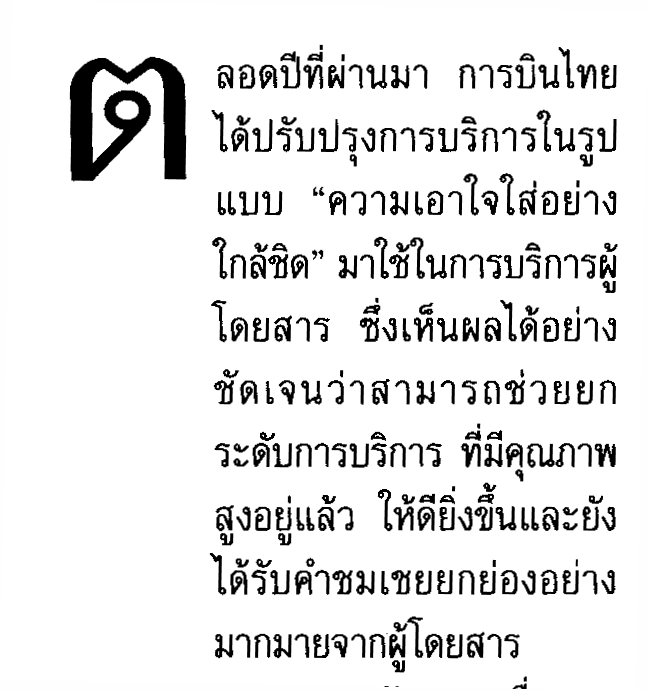 ตลอดปีที่ผ่านมา การบินไทย
ได้ปรับปรุงการบริการในรูป
แบบ “ความเอาใจใส่อย่าง
ใกล้ชิด” มาใช้ในการบริการผู้
โดยสาร ซึ่งเห็นผลได้อย่าง
ชัดเจนว่าสามารถช่วยยก
ระดับการบริการ ที่มีคุณภาพ
สูงอยู่แล้ว ให้ดียิ่งขึ้นและยัง
ได้รับคำชมเชยยกย่องอย่าง
มากมายจากผู้โดยสาร